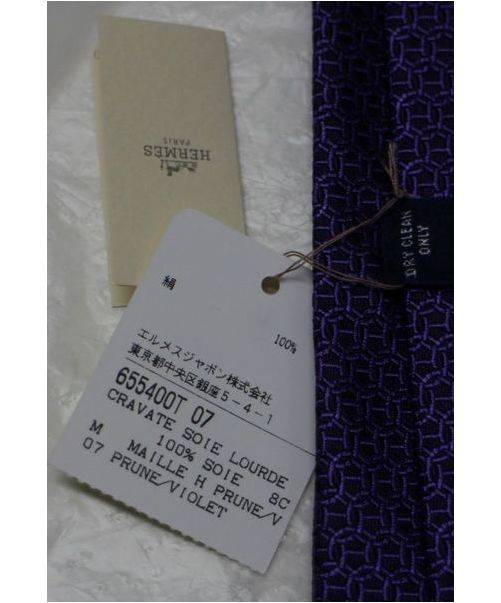 HERMES
PARIS
DRY CLEAN
ONLY
絹 100%
エルメスジャポン株式会社
東京都中央区銀座5-4-1
655400T 07
CRAVATE SOIE LOURDE
100% SOIE 8C
M MAILLE H PRUNE/V
07 PRUNE/VIOLET